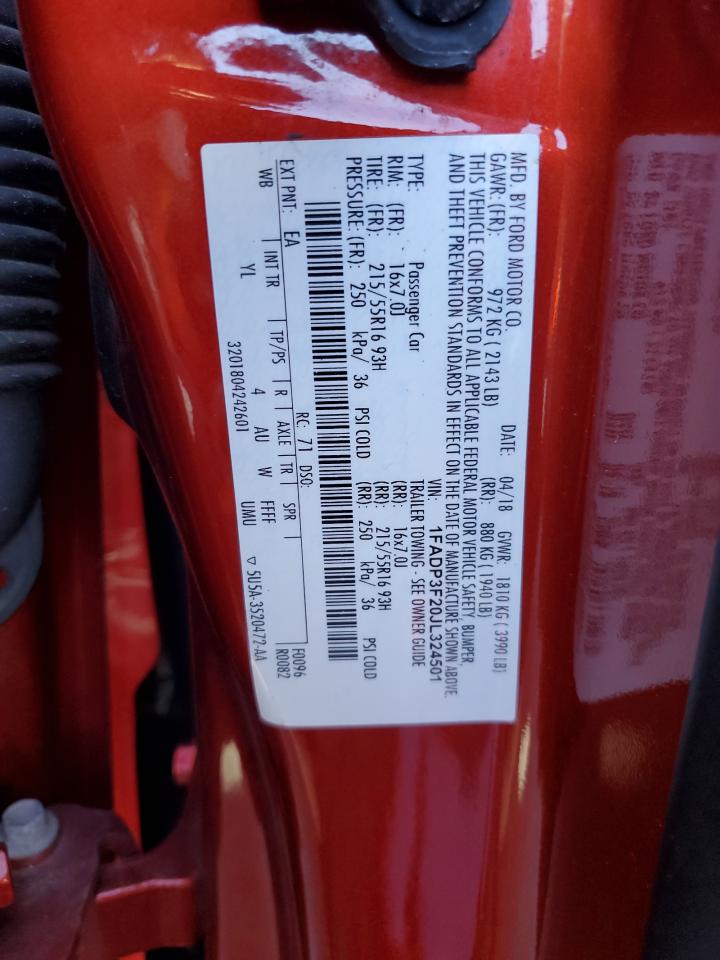 MFD. BY FORD MOTOR CO. DATE: 04/18 GVWR: 1810 KG ( 3990 LB)
GAWR: (FR): 972 KG ( 2143 LB) (RR): 880 KG ( 1940 LB)
THIS VEHICLE CONFORMS TO ALL APPLICABLE FEDERAL MOTOR VEHICLE SAFETY, BUMPER,
AND THEFT PREVENTION STANDARDS IN EFFECT ON THE DATE OF MANUFACTURE SHOWN ABOVE.
VIN: 1FADP3F20JL324501
TYPE: Passenger Car TRAILER TOWING - SEE OWNER GUIDE
RIM: (FR): 16x7.0J (RR): 16x7.0J
TIRE: (FR): 215/55R16 93H (RR): 215/55R16 93H
PRESSURE: (FR): 250 kPa/ 36 PSI COLD (RR): 250 kPa/ 36 PSI COLD
RC: 71 DSO: F0096
EXT PNT: EA R0082
WB INT TR TP/PS R AXLE TR SPR
YL 4 AU W FFFF ▽ 5U5A-3520472-AA
3201804242601 UMU